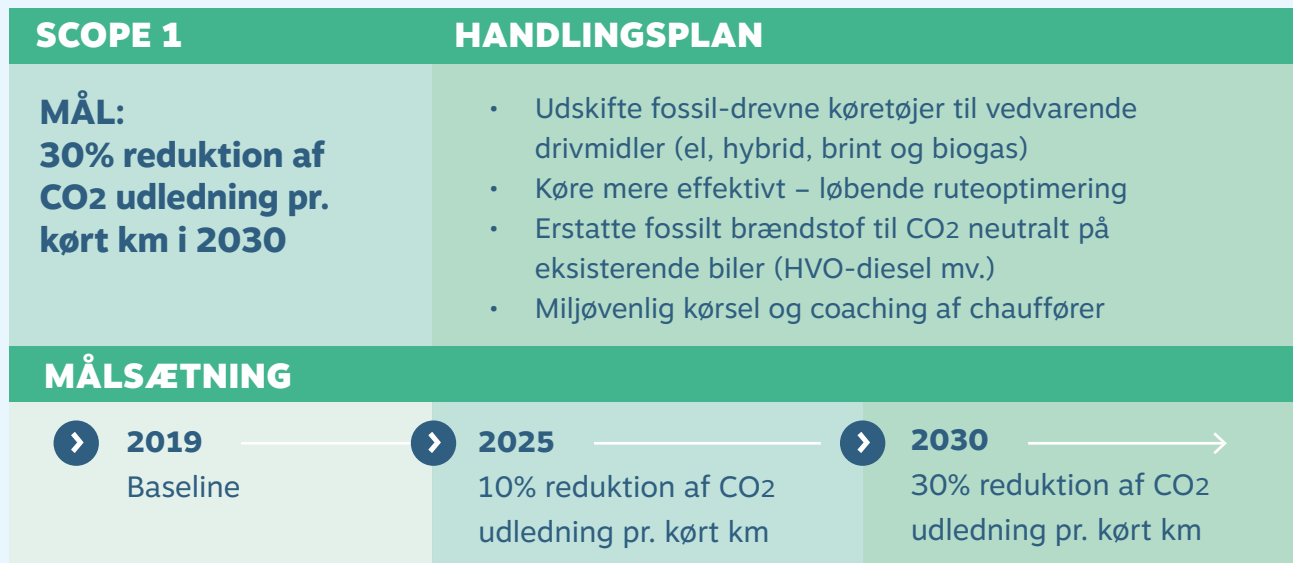 SCOPE 1
HANDLINGSPLAN
MÅL:
30% reduktion af
CO2 udledning pr.
kørt km i 2030
• Udskifte fossil-drevne køretøjer til vedvarende
drivmidler (el, hybrid, brint og biogas)
• Køre mere effektivt – løbende ruteoptimering
• Erstatte fossilt brændstof til CO2 neutralt på
eksisterende biler (HVO-diesel mv.)
• Miljøvenlig kørsel og coaching af chauffører
MÅLSÆTNING
2019
Baseline
2025
10% reduktion af CO2
udledning pr. kørt km
2030
30% reduktion af CO2
udledning pr. kørt km